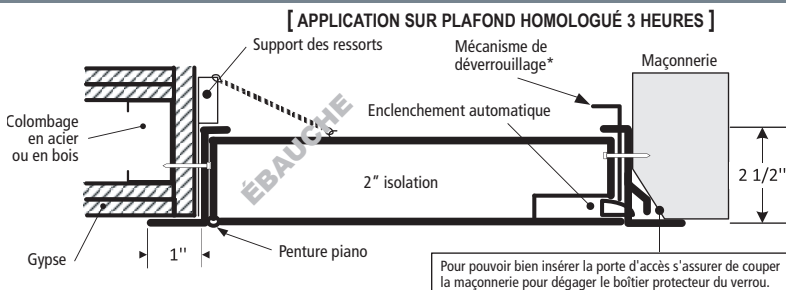 [ APPLICATION SUR PLAFOND HOMOLOGUÉ 3 HEURES ]
Support des ressorts
Mécanisme de
déverrouillage*
Maçonnerie
Colombage
en acier
ou en bois
Enclenchement automatique
ÉBAUCHE
2" isolation
2 1/2"
Gypse
1"
Penture piano
Pour pouvoir bien insérer la porte d'accès s'assurer de couper
la maçonnerie pour dégager le boîtier protecteur du verrou.